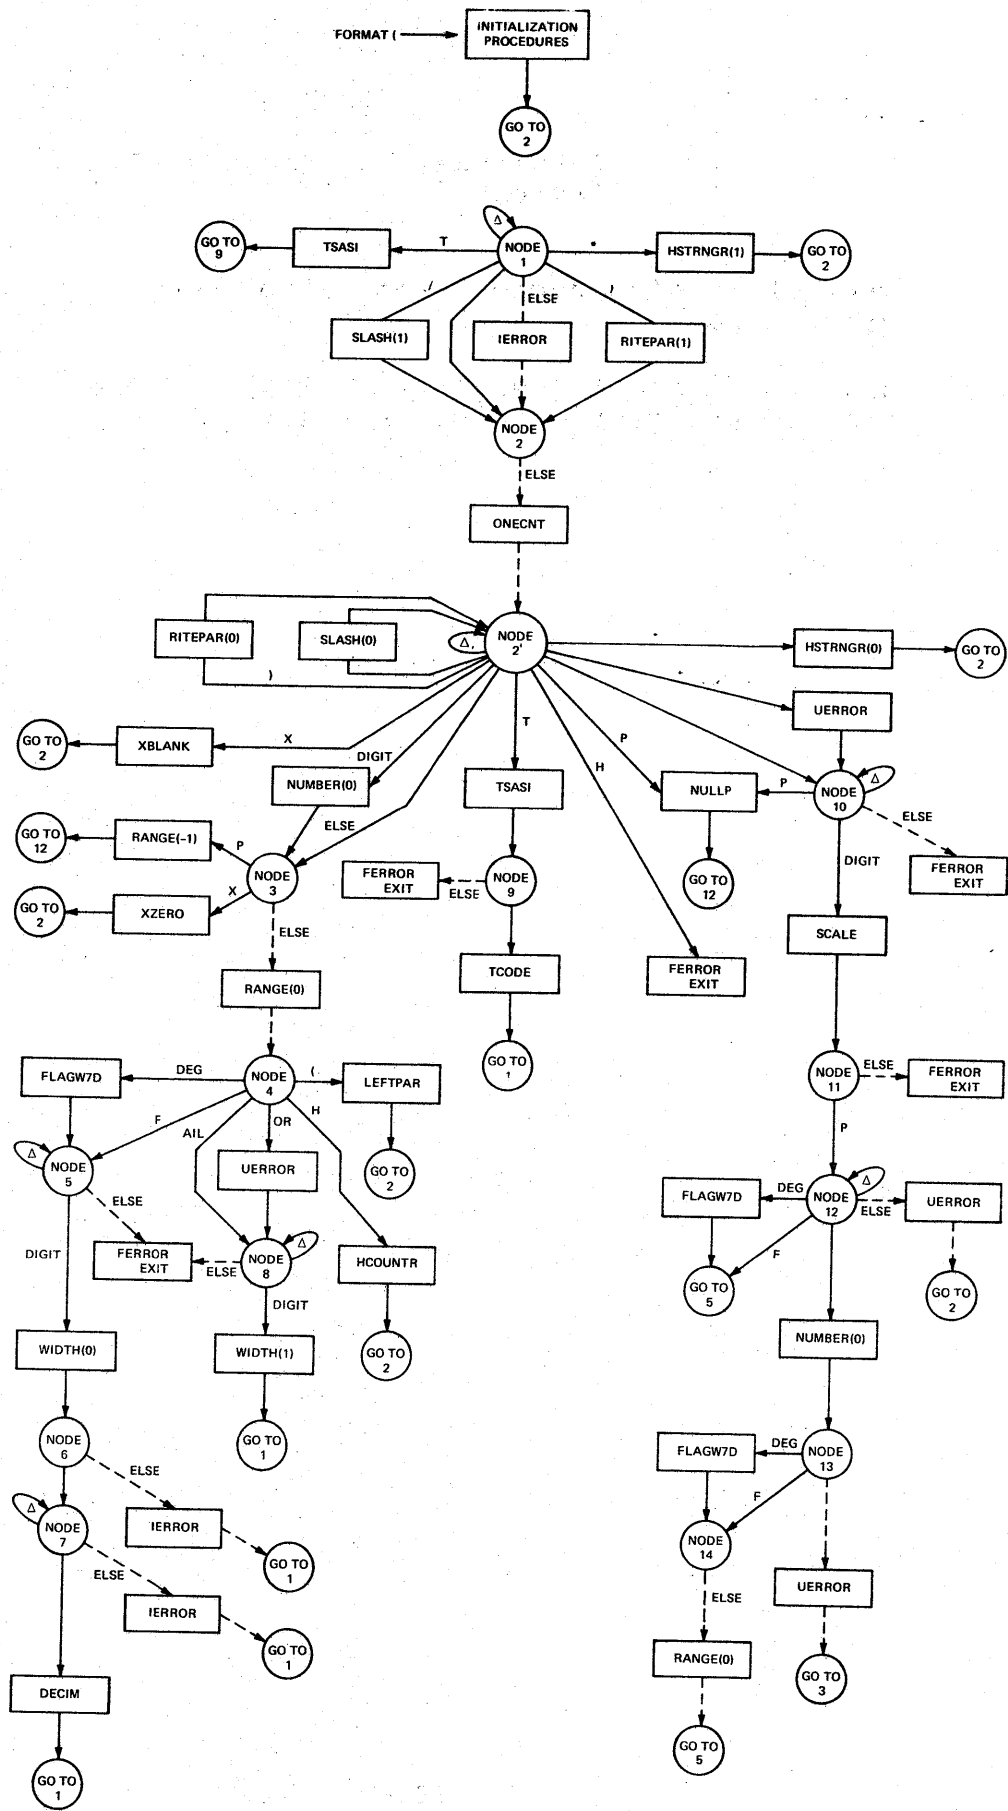 FORMAT (
INITIALIZATION
PROCEDURES
GO TO
2
Δ
GO TO
9
TSASI
T
NODE
1
HSTRNGR(1)
GO TO
2
/
ELSE
)
SLASH(1)
IERROR
RITEPAR(1)
NODE
2
ELSE
ONECNT
RITEPAR(0)
SLASH(0)
Δ,
NODE
2'
HSTRNGR(0)
GO TO
2
)
UERROR
GO TO
2
XBLANK
X
DIGIT
T
P
H
NUMBER(0)
TSASI
NULLP
P
NODE
10
Δ
ELSE
GO TO
12
RANGE(-1)
P
ELSE
NODE
3
FERROR
EXIT
ELSE
NODE
9
GO TO
12
DIGIT
FERROR
EXIT
GO TO
2
XZERO
X
ELSE
SCALE
RANGE(0)
TCODE
FERROR
EXIT
FLAGW7D
DEG
NODE
4
(
LEFTPAR
GO TO
1
NODE
11
ELSE
FERROR
EXIT
F
AIL
OR
H
P
Δ
NODE
5
UERROR
GO TO
2
FLAGW7D
DEG
NODE
12
Δ
ELSE
UERROR
ELSE
DIGIT
FERROR
EXIT
ELSE
NODE
8
Δ
HCOUNTR
F
GO TO
5
GO TO
2
DIGIT
WIDTH(0)
WIDTH(1)
GO TO
2
NUMBER(0)
NODE
6
GO TO
1
FLAGW7D
DEG
NODE
13
ELSE
F
Δ
NODE
7
IERROR
GO TO
1
NODE
14
ELSE
IERROR
GO TO
1
ELSE
UERROR
RANGE(0)
GO TO
3
DECIM
GO TO
5
GO TO
1